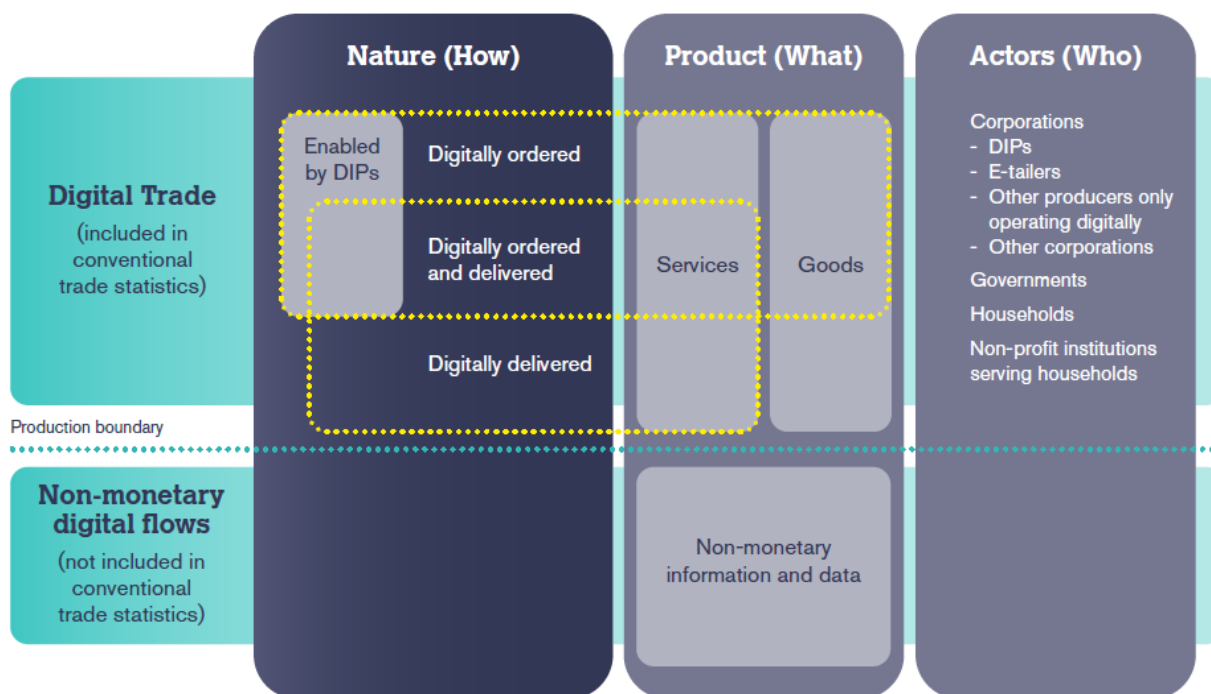 Nature (How)
Product (What)
Actors (Who)
Digital Trade
(included in
conventional
trade statistics)
Enabled
by DIPs
Digitally ordered
Digitally ordered
and delivered
Digitally delivered
Services
Goods
Corporations
- DIPs
- E-tailers
- Other producers only
operating digitally
- Other corporations
Governments
Households
Non-profit institutions
serving households
Production boundary
Non-monetary
digital flows
(not included in
conventional
trade statistics)
Non-monetary
information and data